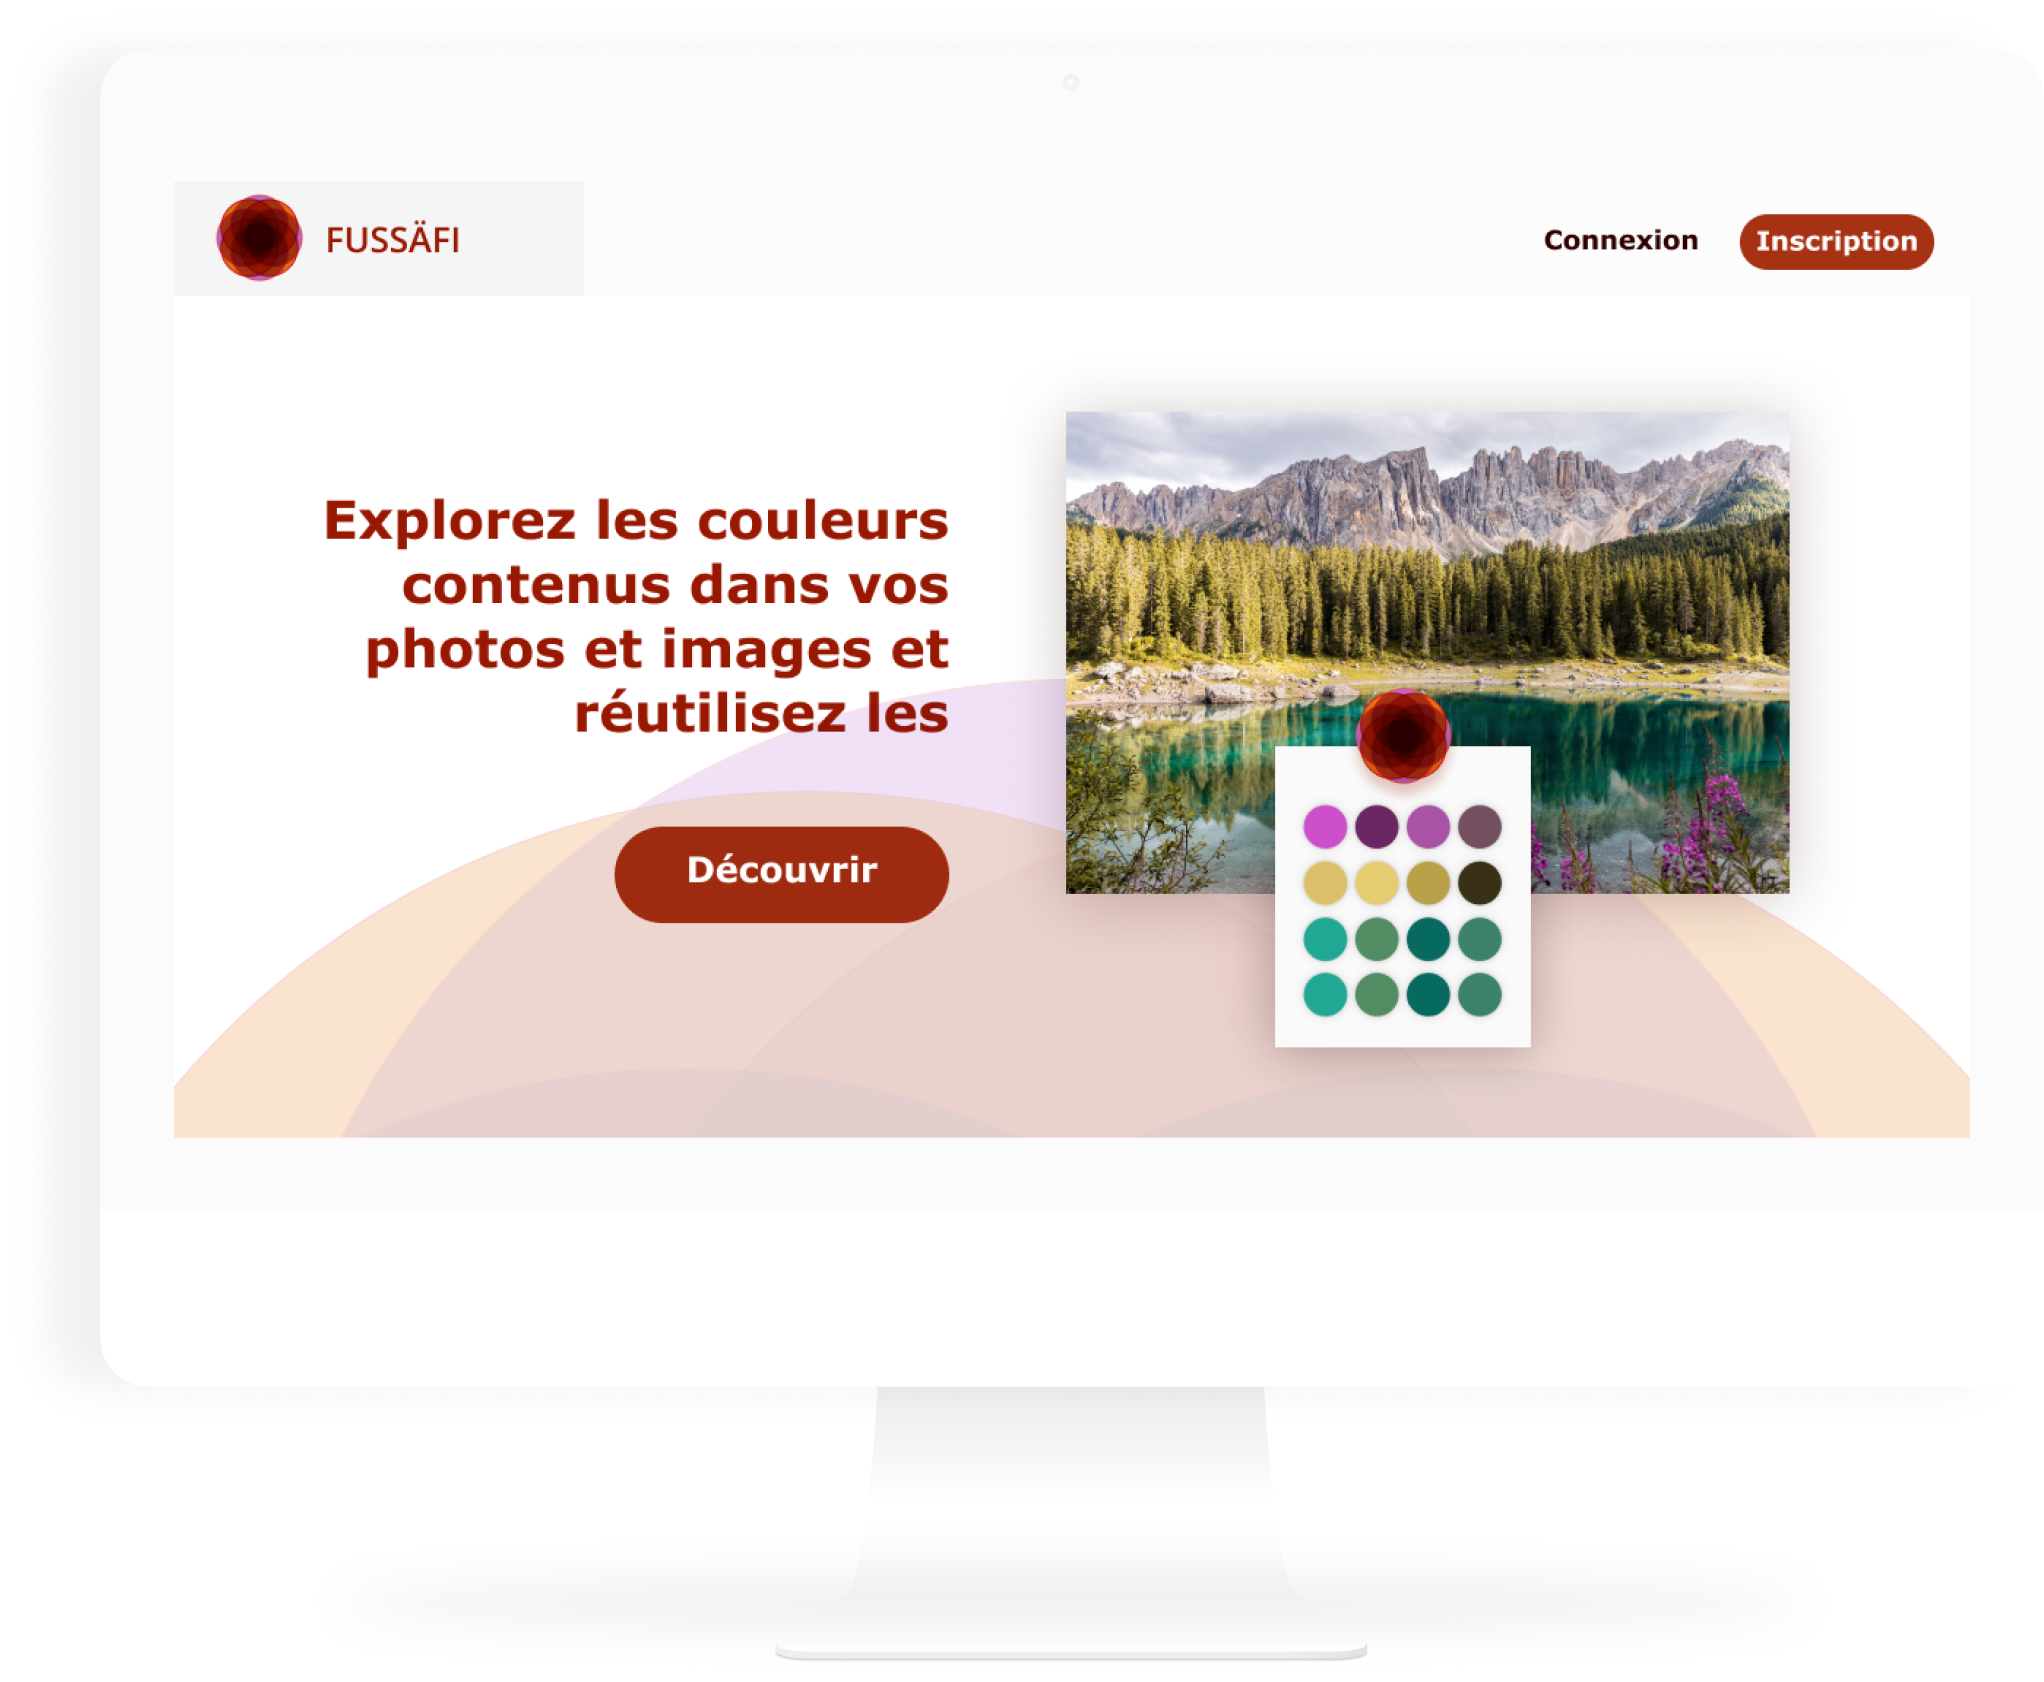 FUSSÄFI
Connexion
Inscription
Explorez les couleurs
contenus dans vos
photos et images et
réutilisez les
Découvrir